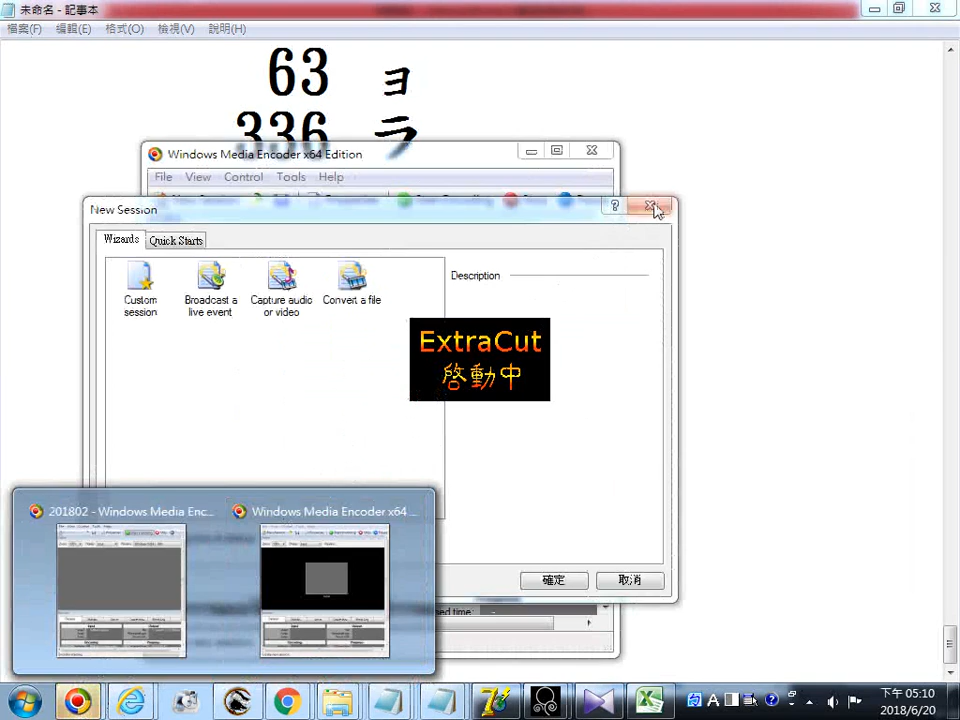 未命名 - 記事本
檔案(F) 編輯(E) 格式(O) 檢視(V) 說明(H)
63 ヨ
336 ラ
Windows Media Encoder x64 Edition
File View Control Tools Help
New Session
Wizards Quick Starts
Custom session
Broadcast a live event
Capture audio or video
Convert a file
Description
ExtraCut
啓動中
確定 取消
201802 - Windows Media Enc...
Windows Media Encoder x64 ...
下午 05:10
2018/6/20